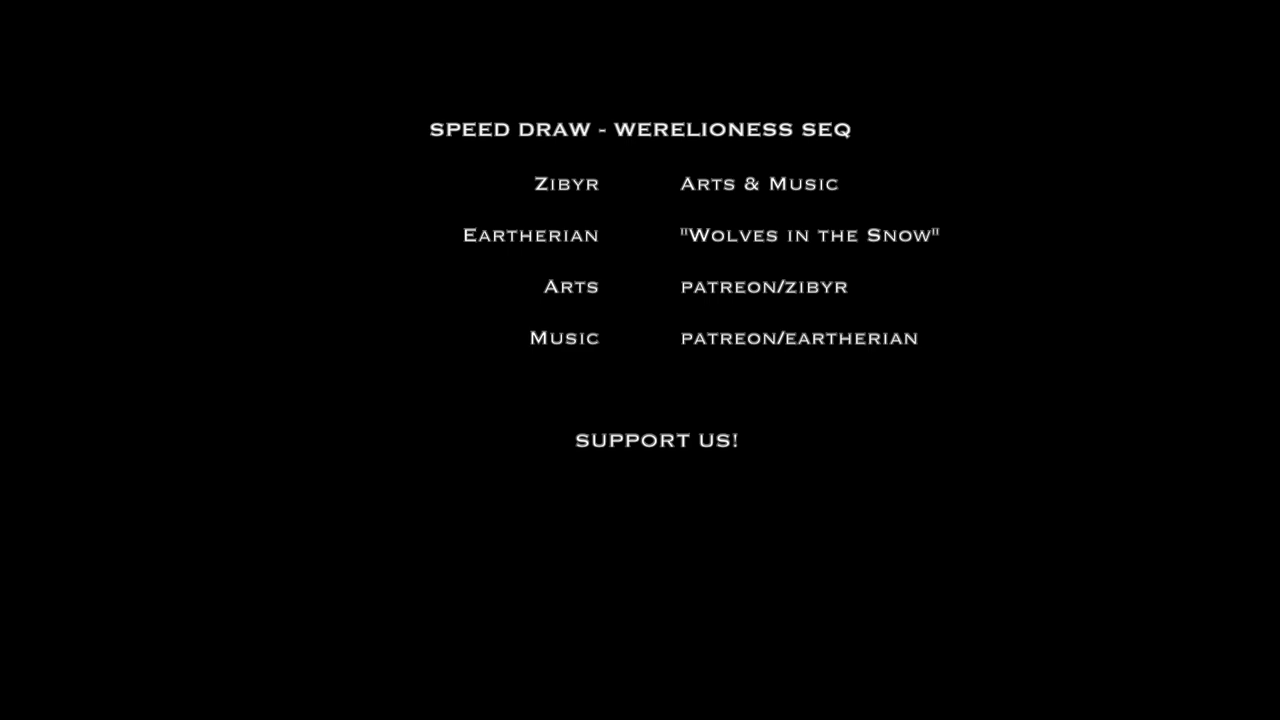 SPEED DRAW - WERELIONESS SEQ
Zibyr Arts & Music
Eartherian "Wolves in the Snow"
Arts patreon/zibyr
Music patreon/eartherian
SUPPORT US!